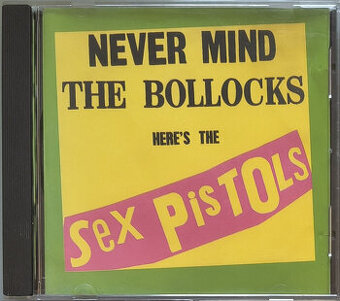 NEVER MIND
THE BOLLOCKS
HERE'S THE
Sex PisTOls